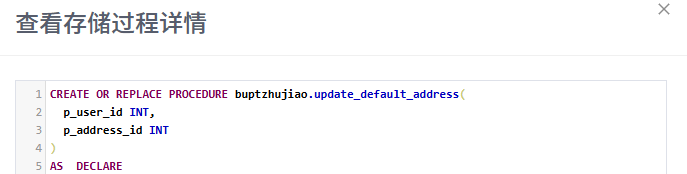 查看存储过程详情
1 CREATE OR REPLACE PROCEDURE buptzhujiao.update_default_address(
2 p_user_id INT,
3 p_address_id INT
4 )
5 AS  DECLARE